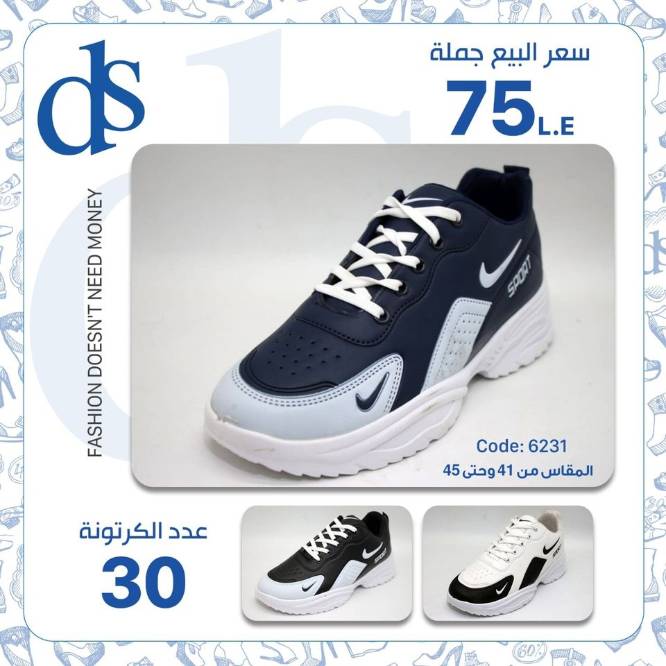 ds
سعر البيع جملة
75L.E
FASHION DOESN'T NEED MONEY
SPORT
Code: 6231
المقاس من 41 وحتى 45
عدد الكرتونة
30
60%